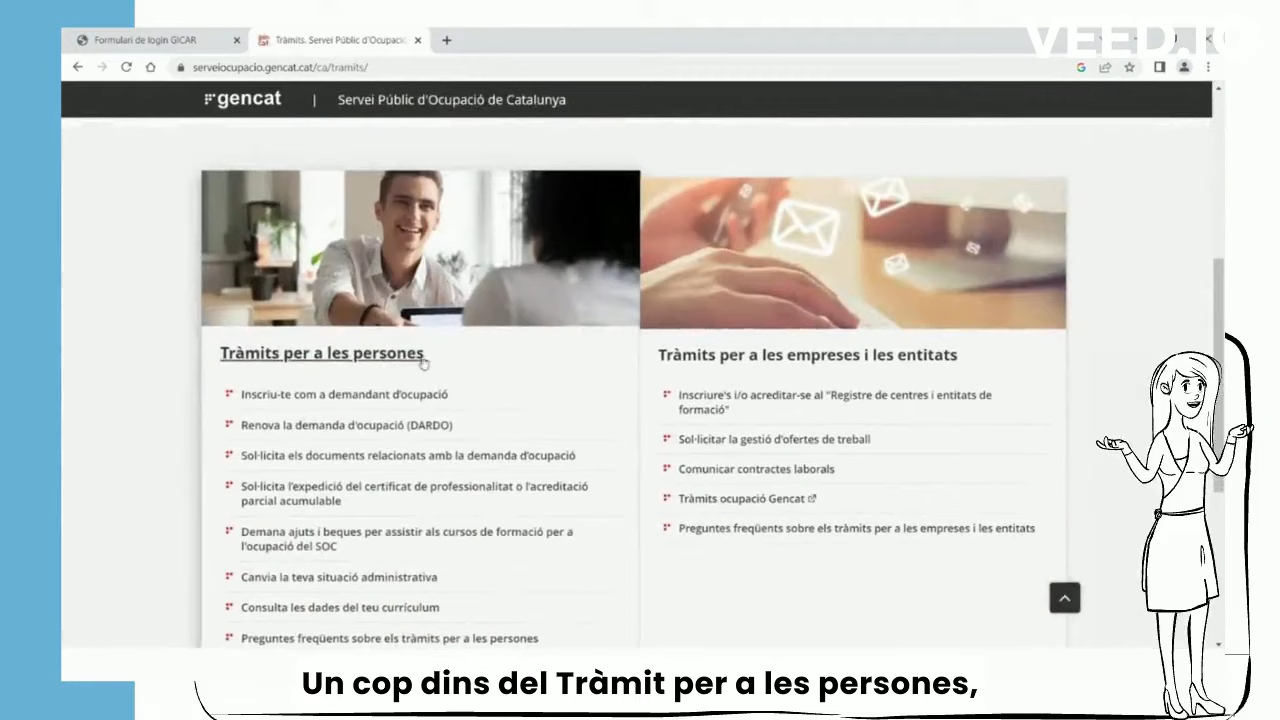 VEED.IO
Formulari de login GICAR
Tràmits. Servei Públic d'Ocupació
serveiocupacio.gencat.cat/ca/tramits/
gencat | Servei Públic d'Ocupació de Catalunya
Tràmits per a les persones
Inscriu-te com a demandant d'ocupació
Renova la demanda d'ocupació (DARDO)
Sol·licita els documents relacionats amb la demanda d'ocupació
Sol·licita l'expedició del certificat de professionalitat o l'acreditació
parcial acumulable
Demana ajuts i beques per assistir als cursos de formació per a
l'ocupació del SOC
Canvia la teva situació administrativa
Consulta les dades del teu currículum
Preguntes freqüents sobre els tràmits per a les persones
Tràmits per a les empreses i les entitats
Inscriure's i/o acreditar-se al "Registre de centres i entitats de
formació"
Sol·licitar la gestió d'ofertes de treball
Comunicar contractes laborals
Tràmits ocupació Gencat
Preguntes freqüents sobre els tràmits per a les empreses i les entitats
Un cop dins del Tràmit per a les persones,